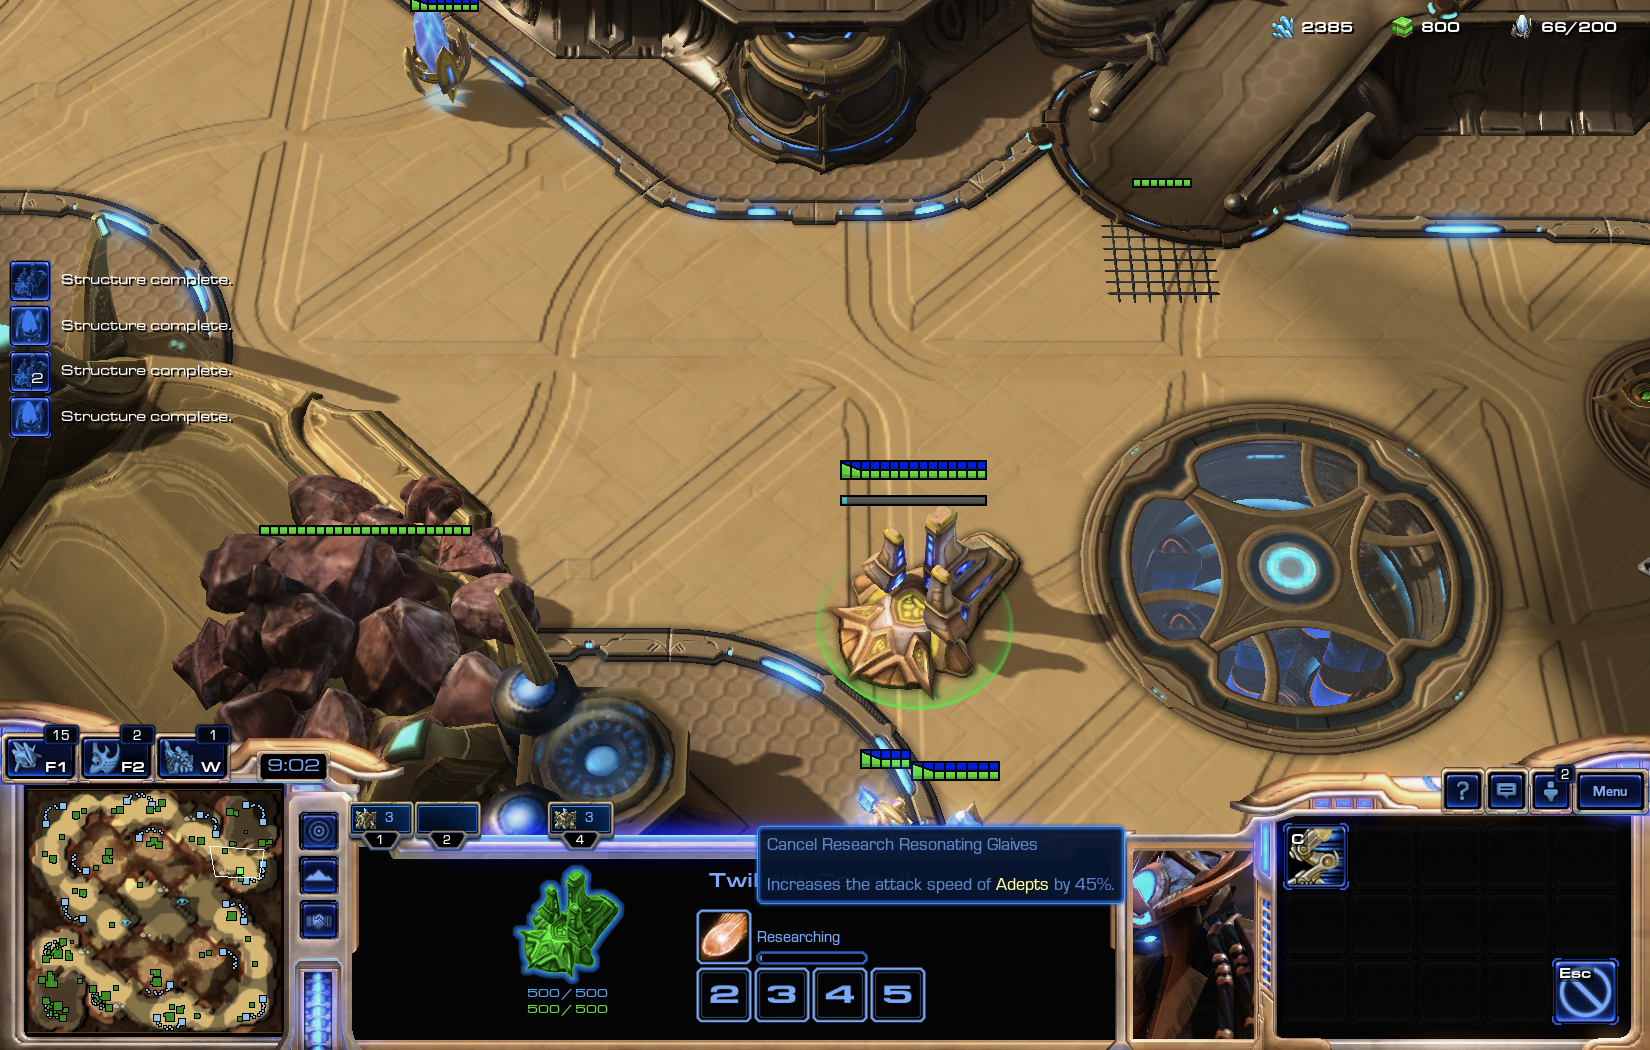 2385 800 66/200
Structure complete.
Structure complete.
2 Structure complete.
Structure complete.
15 2 1
F1 F2 W
9:02
2
? Menu
3 3
1 2 4
C
Cancel Research Resonating Glaives
Increases the attack speed of Adepts by 45%.
Researching
2 3 4 5
500/500
500/500
Esc